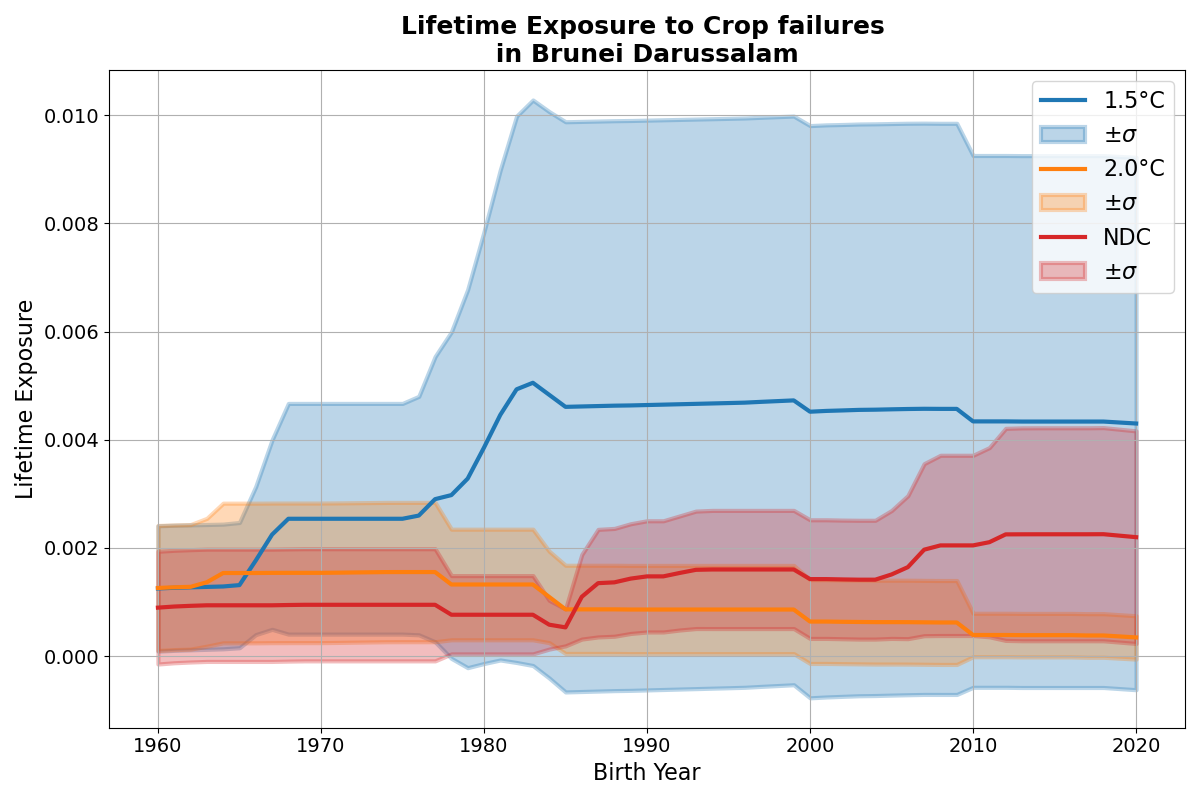 Lifetime Exposure to Crop failures
in Brunei Darussalam
Lifetime Exposure
0.010
0.008
0.006
0.004
0.002
0.000
1960 1970 1980 1990 2000 2010 2020
Birth Year
1.5°C
±σ
2.0°C
±σ
NDC
±σ